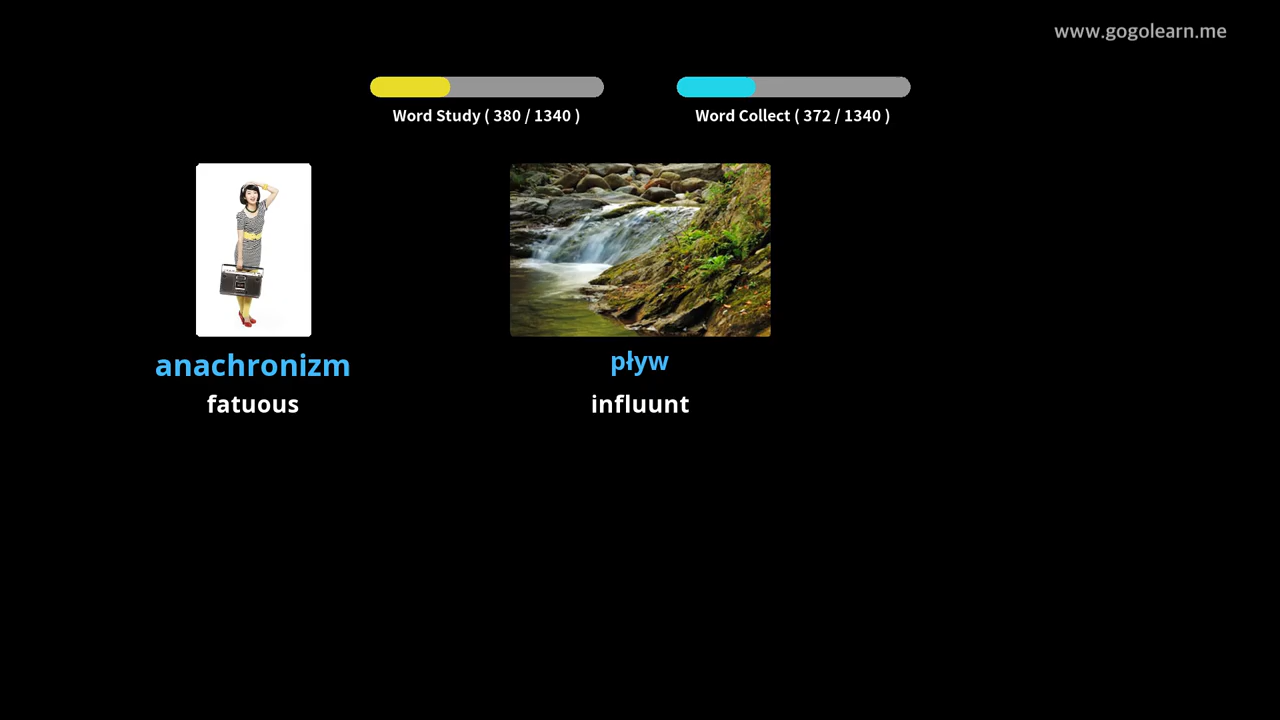 www.gogolearn.me
Word Study ( 380 / 1340 )
Word Collect ( 372 / 1340 )
anachronizm
fatuous
pływ
influunt